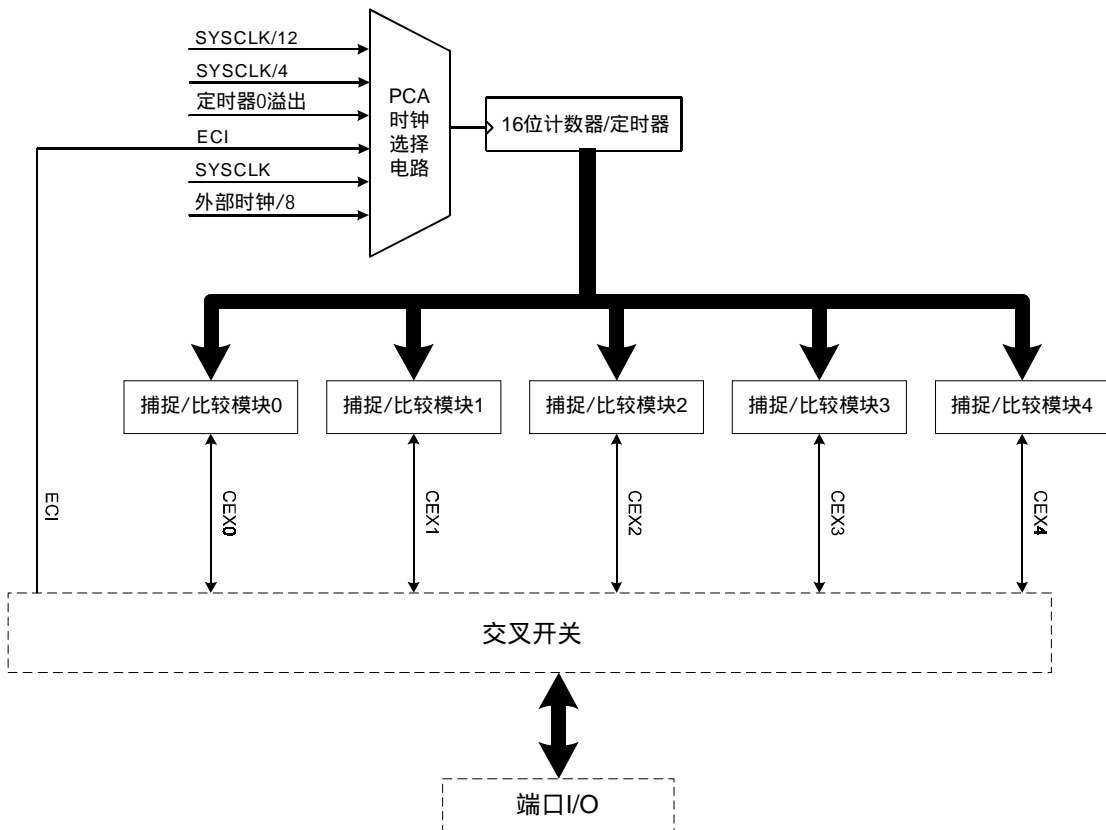 SYSCLK/12
SYSCLK/4
定时器0溢出
ECI
SYSCLK
外部时钟/8
PCA
时钟
选择
电路
16位计数器/定时器
捕捉/比较模块0
捕捉/比较模块1
捕捉/比较模块2
捕捉/比较模块3
捕捉/比较模块4
ECI
CEX0
CEX1
CEX2
CEX3
CEX4
交叉开关
端口I/O